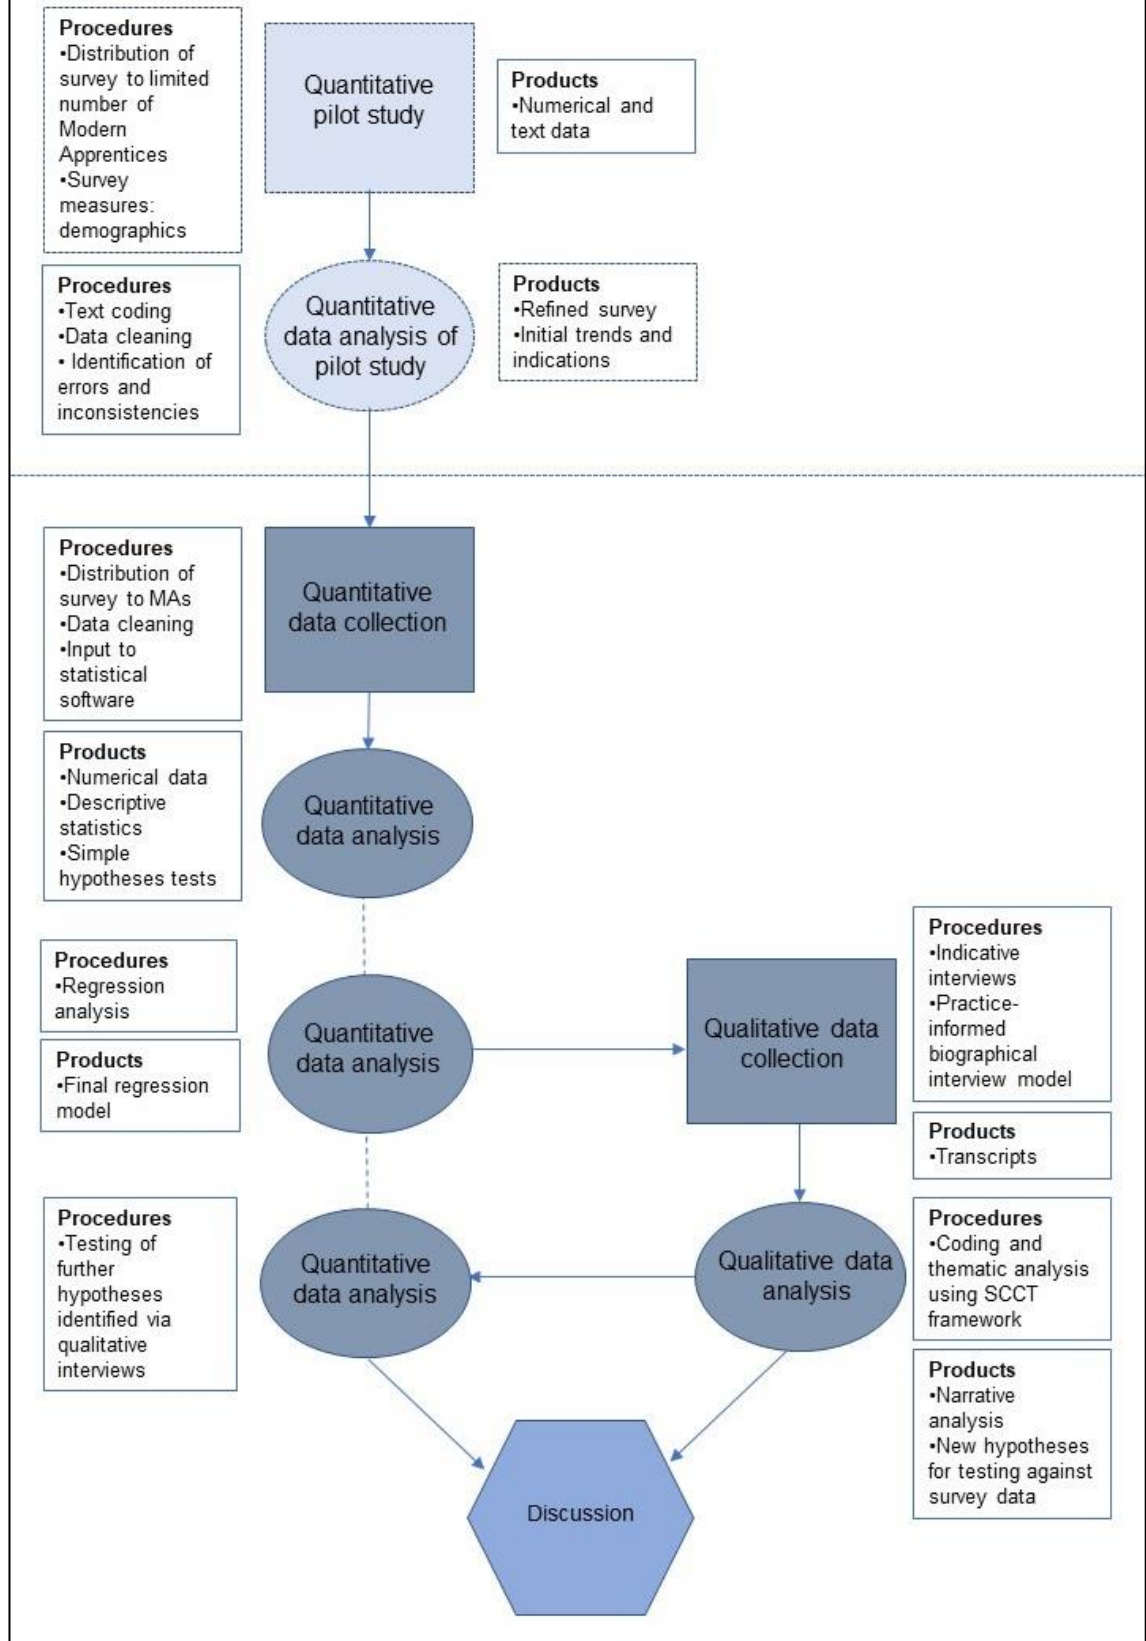 Procedures
•Distribution of
survey to limited
number of
Modern
Apprentices
•Survey
measures:
demographics
Quantitative
pilot study
Products
•Numerical and
text data
Procedures
•Text coding
•Data cleaning
• Identification of
errors and
inconsistencies
Quantitative
data analysis of
pilot study
Products
•Refined survey
•Initial trends and
indications
Procedures
•Distribution of
survey to MAs
•Data cleaning
•Input to
statistical
software
Quantitative
data collection
Products
•Numerical data
•Descriptive
statistics
•Simple
hypotheses tests
Quantitative
data analysis
Procedures
•Regression
analysis
Products
•Final regression
model
Quantitative
data analysis
Qualitative data
collection
Procedures
•Indicative
interviews
•Practice-
informed
biographical
interview model
Products
•Transcripts
Procedures
•Testing of
further
hypotheses
identified via
qualitative
interviews
Quantitative
data analysis
Qualitative data
analysis
Procedures
•Coding and
thematic analysis
using SCCT
framework
Products
•Narrative
analysis
•New hypotheses
for testing against
survey data
Discussion